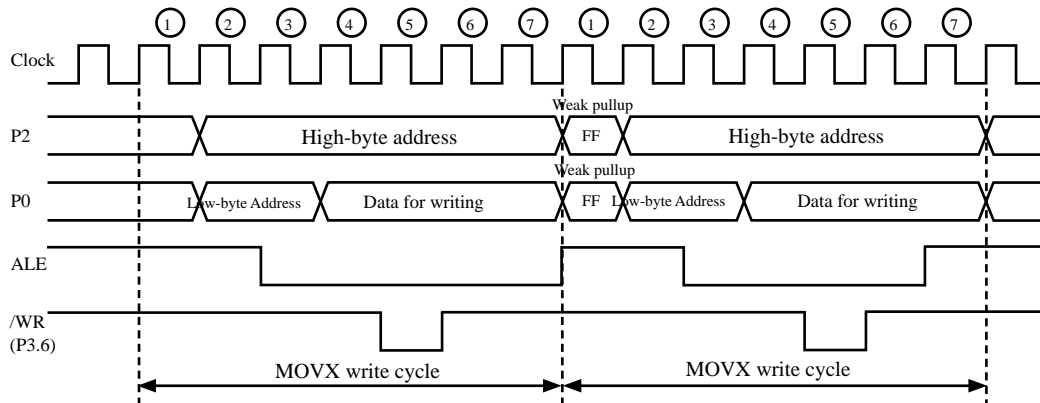 1 2 3 4 5 6 7 1 2 3 4 5 6 7
Clock
Weak pullup
P2 High-byte address FF High-byte address
Weak pullup
P0 Low-byte Address Data for writing FF Low-byte Address Data for writing
ALE
/WR
(P3.6)
MOVX write cycle MOVX write cycle